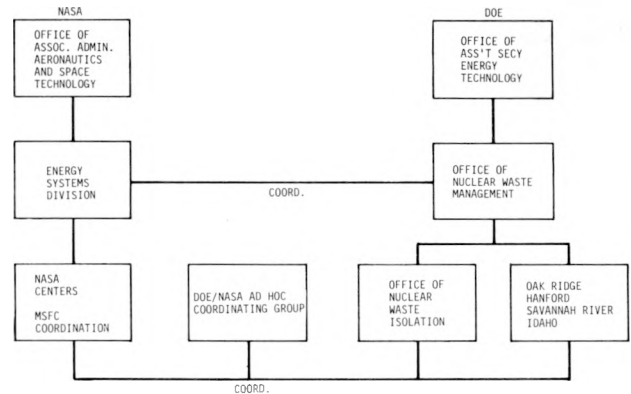 NASA
OFFICE OF
ASSOC. ADMIN.
AERONAUTICS
AND SPACE
TECHNOLOGY
DOE
OFFICE OF
ASS'T SECY
ENERGY
TECHNOLOGY
ENERGY
SYSTEMS
DIVISION
COORD.
OFFICE OF
NUCLEAR WASTE
MANAGEMENT
NASA
CENTERS
MSFC
COORDINATION
DOE/NASA AD HOC
COORDINATING GROUP
OFFICE OF
NUCLEAR
WASTE
ISOLATION
OAK RIDGE
HANFORD
SAVANNAH RIVER
IDAHO
COORD.